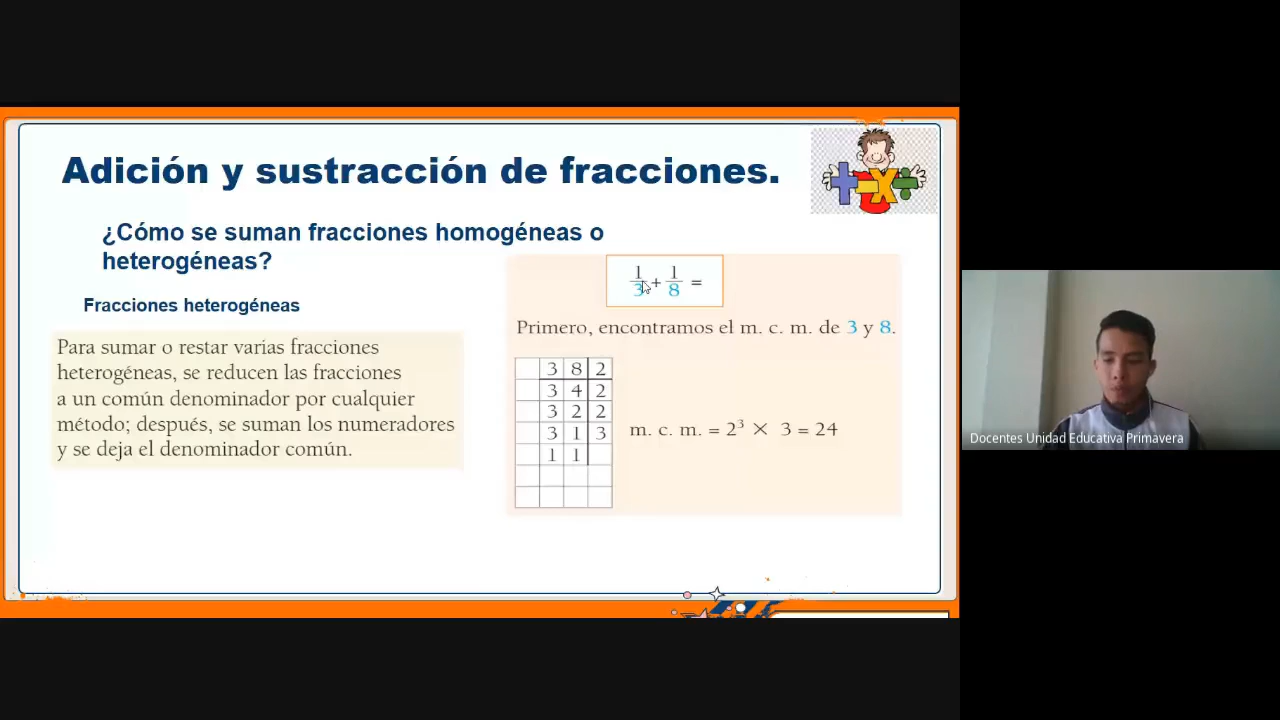 Adición y sustracción de fracciones.
¿Cómo se suman fracciones homogéneas o
heterogéneas?
Fracciones heterogéneas
Para sumar o restar varias fracciones
heterogéneas, se reducen las fracciones
a un común denominador por cualquier
método; después, se suman los numeradores
y se deja el denominador común.
1/3 + 1/8 =
Primero, encontramos el m. c. m. de 3 y 8.
3 8 2
3 4 2
3 2 2
3 1 3
1 1
m. c. m. = 2³ × 3 = 24
Docentes Unidad Educativa Primavera